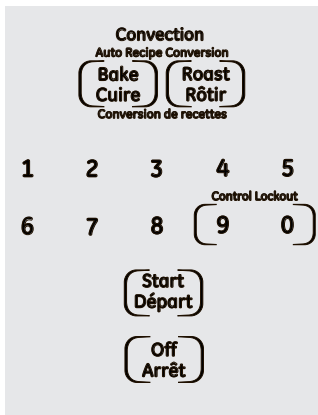 Convection
Auto Recipe Conversion
Bake Roast
Cuire Rôtir
Conversion de recettes
1 2 3 4 5
Control Lockout
6 7 8 9 0
Start
Départ
Off
Arrêt